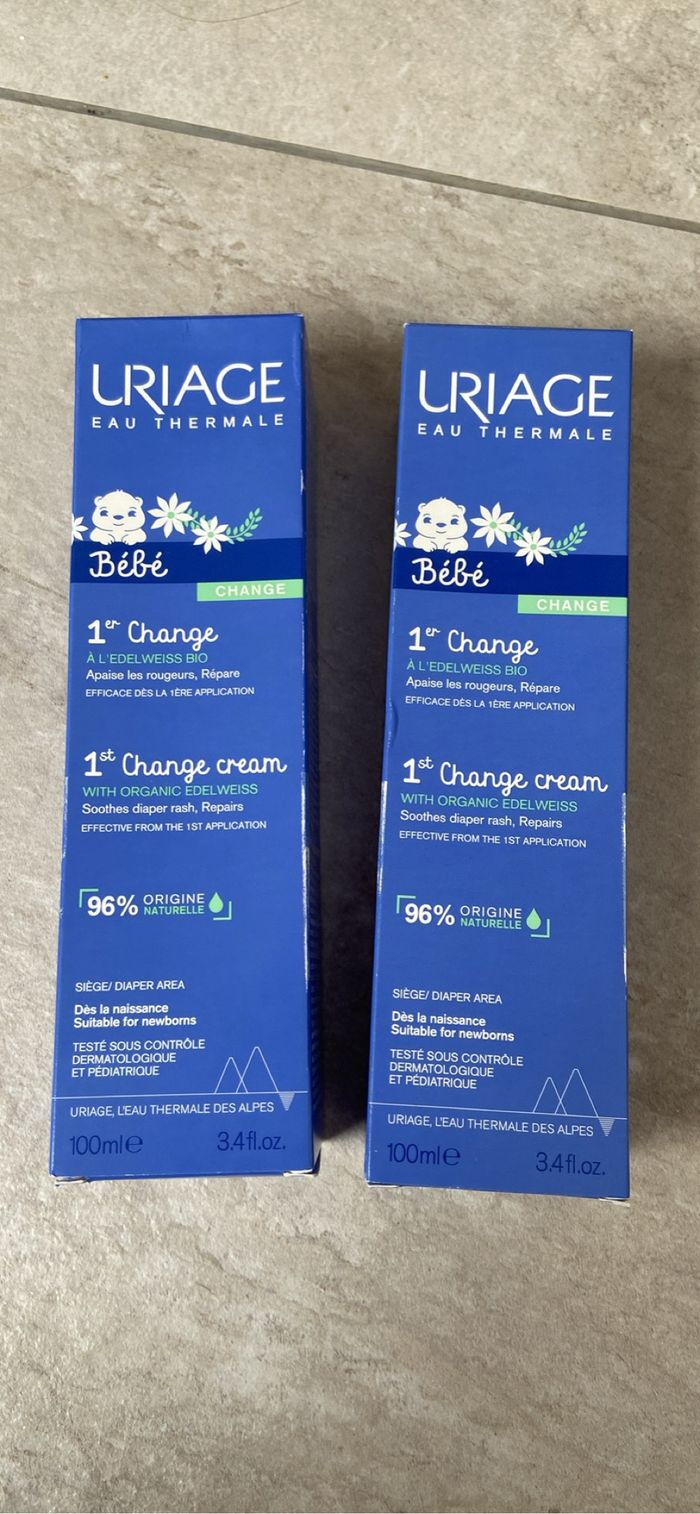 URIAGE
EAU THERMALE
Bébé
CHANGE
1er Change
À L'EDELWEISS BIO
Apaise les rougeurs, Répare
EFFICACE DÈS LA 1ÈRE APPLICATION
1st Change cream
WITH ORGANIC EDELWEISS
Soothes diaper rash, Repairs
EFFECTIVE FROM THE 1ST APPLICATION
96% ORIGINE
NATURELLE
SIÈGE/ DIAPER AREA
Dès la naissance
Suitable for newborns
TESTÉ SOUS CONTRÔLE
DERMATOLOGIQUE
ET PÉDIATRIQUE
URIAGE, L'EAU THERMALE DES ALPES
100ml℮ 3.4fl.oz.
URIAGE
EAU THERMALE
Bébé
CHANGE
1er Change
À L'EDELWEISS BIO
Apaise les rougeurs, Répare
EFFICACE DÈS LA 1ÈRE APPLICATION
1st Change cream
WITH ORGANIC EDELWEISS
Soothes diaper rash, Repairs
EFFECTIVE FROM THE 1ST APPLICATION
96% ORIGINE
NATURELLE
SIÈGE/ DIAPER AREA
Dès la naissance
Suitable for newborns
TESTÉ SOUS CONTRÔLE
DERMATOLOGIQUE
ET PÉDIATRIQUE
URIAGE, L'EAU THERMALE DES ALPES
100ml℮ 3.4fl.oz.